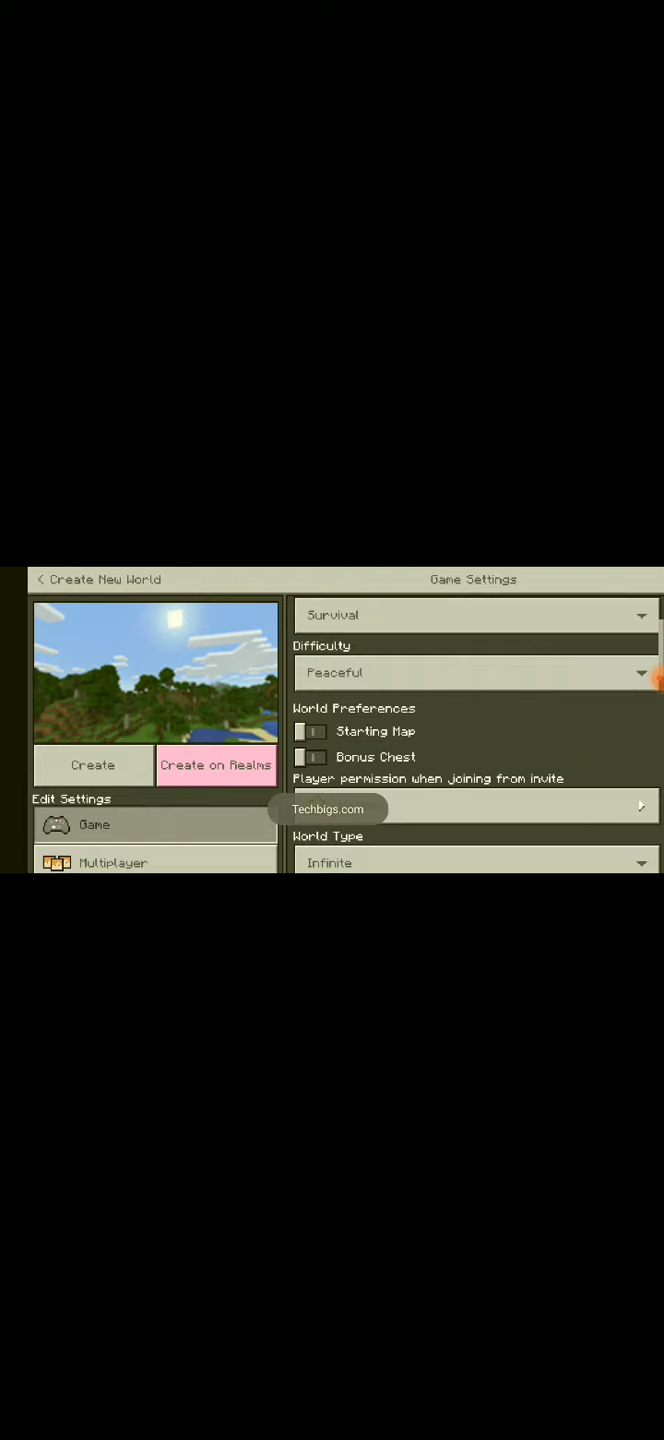 < Create New World
Game Settings
Survival
Difficulty
Peaceful
World Preferences
Starting Map
Bonus Chest
Player permission when joining from invite
World Type
Infinite
Create
Create on Realms
Edit Settings
Game
Multiplayer
Techbigs.com